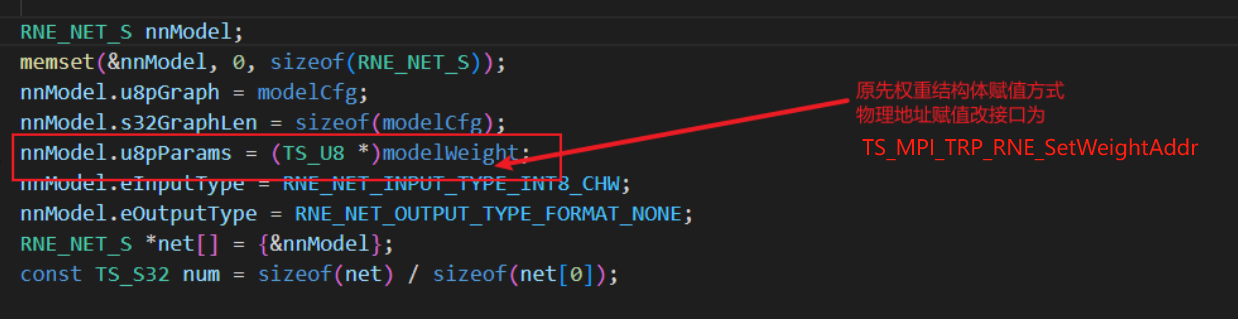 RNE_NET_S nnModel;
memset(&nnModel, 0, sizeof(RNE_NET_S));
nnModel.u8pGraph = modelCfg;
nnModel.s32GraphLen = sizeof(modelCfg);
nnModel.u8pParams = (TS_U8 *)modelWeight;
nnModel.eInputType = RNE_NET_INPUT_TYPE_INT8_CHW;
nnModel.eOutputType = RNE_NET_OUTPUT_TYPE_FORMAT_NONE;
RNE_NET_S *net[] = {&nnModel};
const TS_S32 num = sizeof(net) / sizeof(net[0]);
原先权重结构体赋值方式
物理地址赋值改接口为
TS_MPI_TRP_RNE_SetWeightAddr